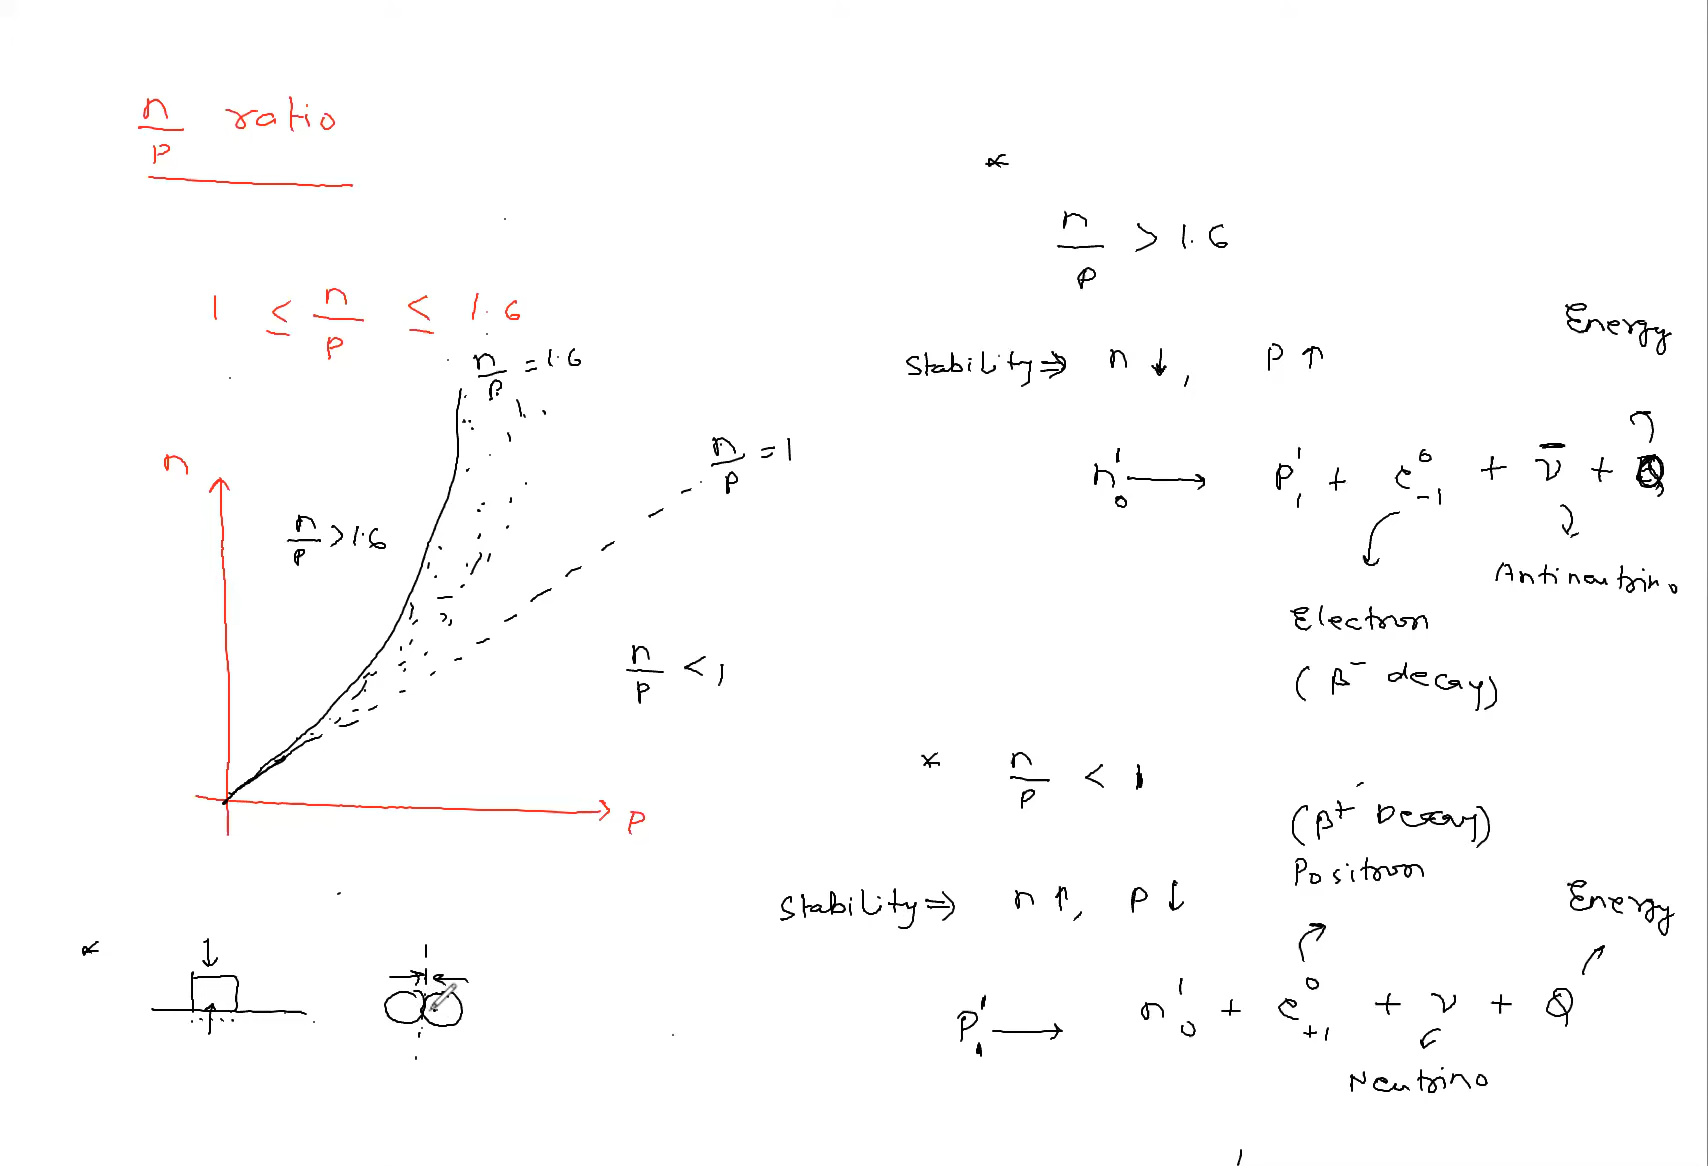 n/p ratio
1 ≤ n/p ≤ 1.6
n/p = 1.6
n/p = 1
n
n/p > 1.6
n/p < 1
p
*
*
n/p > 1.6
Stability ⇒ n ↓, p ↑
Energy
n¹₀ → p¹₁ + e⁰₋₁ + ν̄ + Q
Antineutrino
Electron
(β⁻ decay)
* n/p < 1
(β⁺ Decay)
Positron
Stability ⇒ n ↑, p ↓
Energy
p¹₁ → n¹₀ + e⁰₊₁ + ν + Q
Neutrino